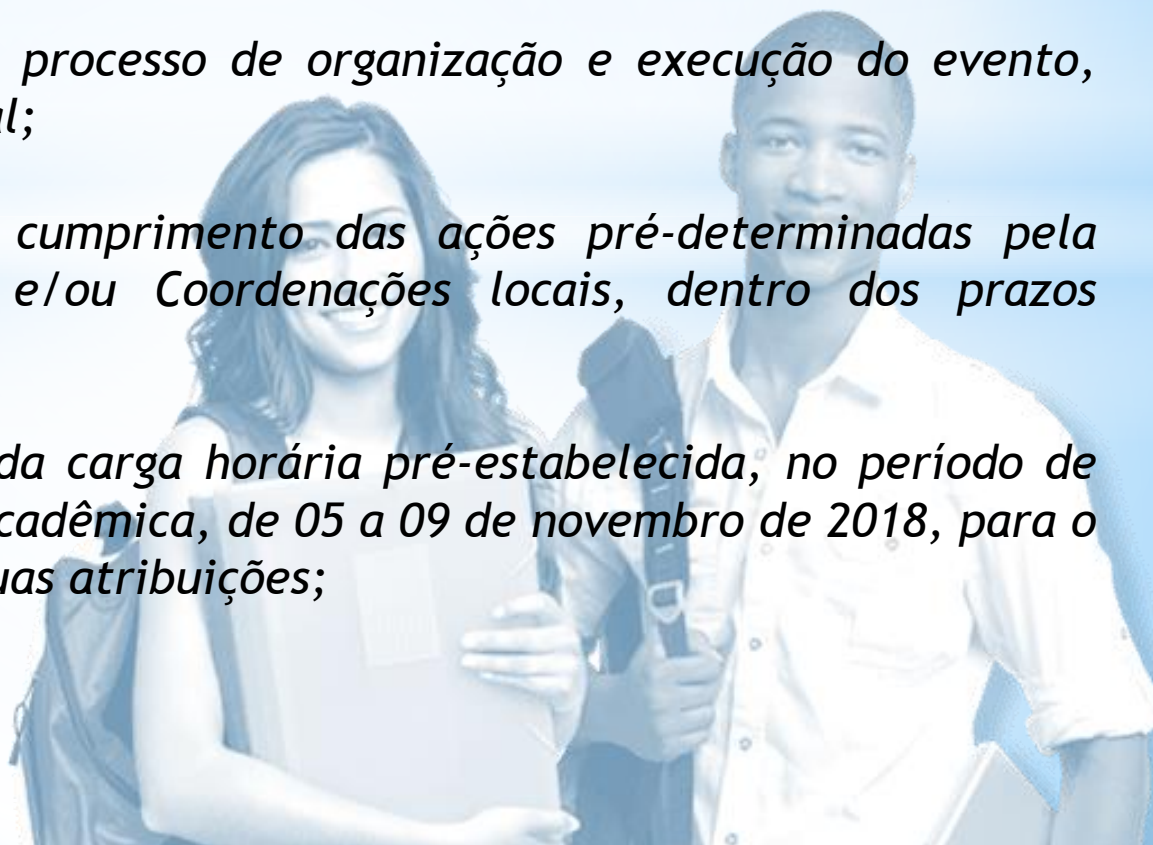 processo de organização e execução do evento,
al;
cumprimento das ações pré-determinadas pela
e/ou Coordenações locais, dentro dos prazos
da carga horária pré-estabelecida, no período de
cadêmica, de 05 a 09 de novembro de 2018, para o
uas atribuições;